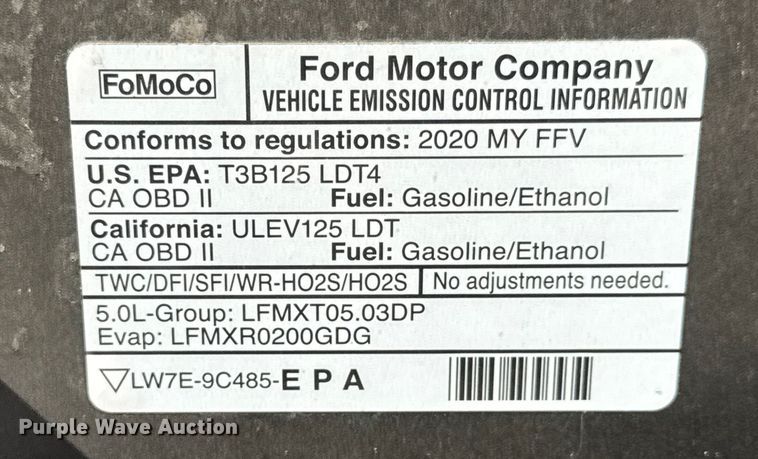 FoMoCo
Ford Motor Company
VEHICLE EMISSION CONTROL INFORMATION
Conforms to regulations: 2020 MY FFV
U.S. EPA: T3B125 LDT4
CA OBD II Fuel: Gasoline/Ethanol
California: ULEV125 LDT
CA OBD II Fuel: Gasoline/Ethanol
TWC/DFI/SFI/WR-HO2S/HO2S No adjustments needed.
5.0L-Group: LFMXT05.03DP
Evap: LFMXR0200GDG
▽LW7E-9C485-E P A
Purple Wave Auction